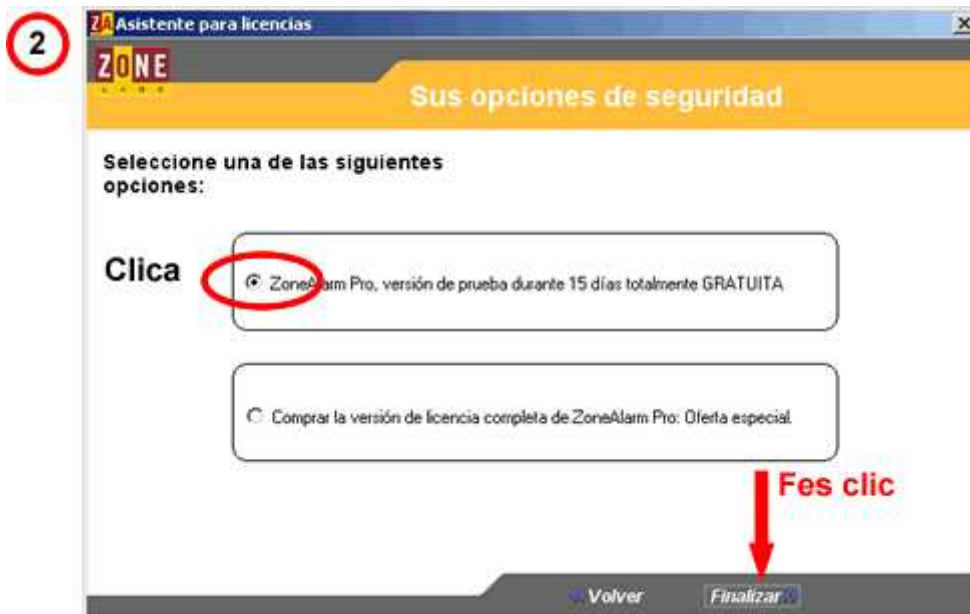 2
ZA Asistente para licencias
ZONE
LABS
Sus opciones de seguridad
Seleccione una de las siguientes
opciones:
Clica
ZoneAlarm Pro, versión de prueba durante 15 días totalmente GRATUITA
Comprar la versión de licencia completa de ZoneAlarm Pro: Oferta especial.
Fes clic
Volver
Finalizar